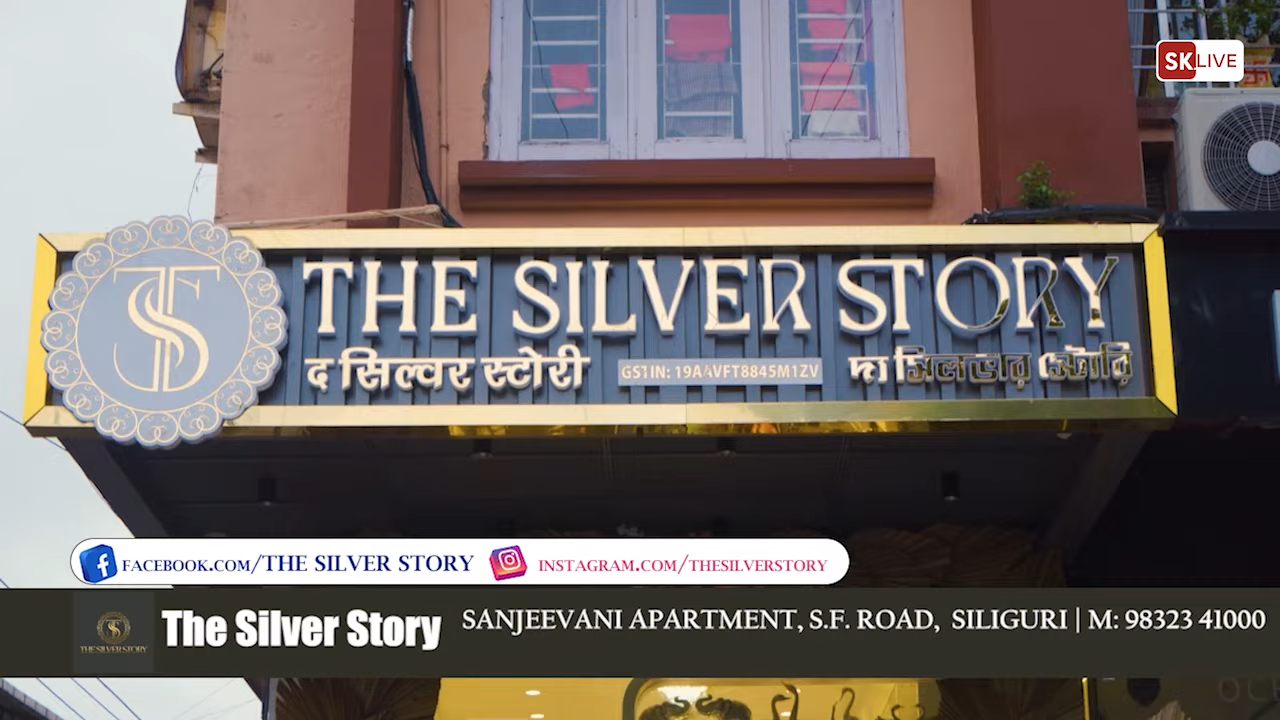 SK LIVE
THE SILVER STORY
द सिल्वर स्टोरी
GSTIN: 19AAVFT8845M1ZV
দ্য সিলভার স্টোরি
FACEBOOK.COM/THE SILVER STORY
INSTAGRAM.COM/THESILVERSTORY
THE SILVER STORY
The Silver Story
SANJEEVANI APARTMENT, S.F. ROAD, SILIGURI | M: 98323 41000